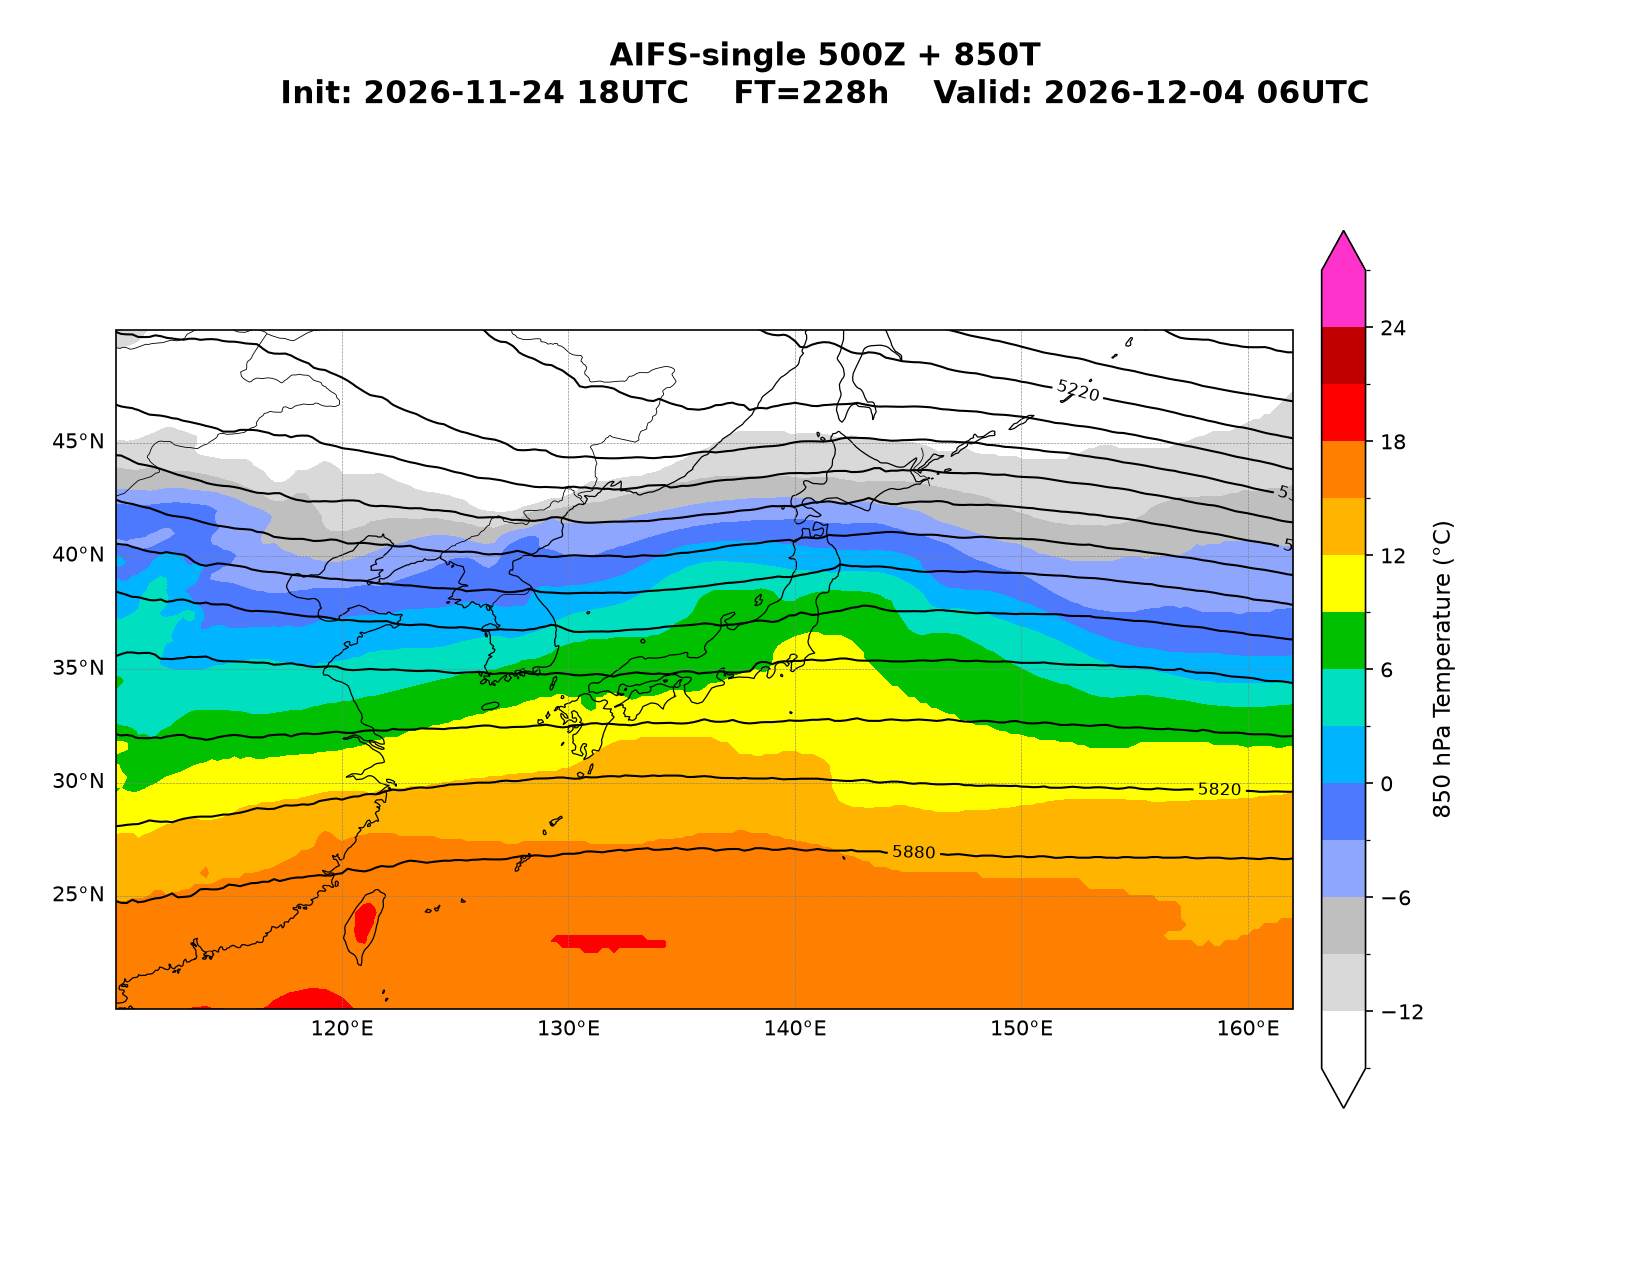 AIFS-single 500Z + 850T
Init: 2026-11-24 18UTC    FT=228h    Valid: 2026-12-04 06UTC
24
18
12
6
0
−6
−12
850 hPa Temperature (°C)
45°N
40°N
35°N
30°N
25°N
5220
5820
5880
120°E
130°E
140°E
150°E
160°E